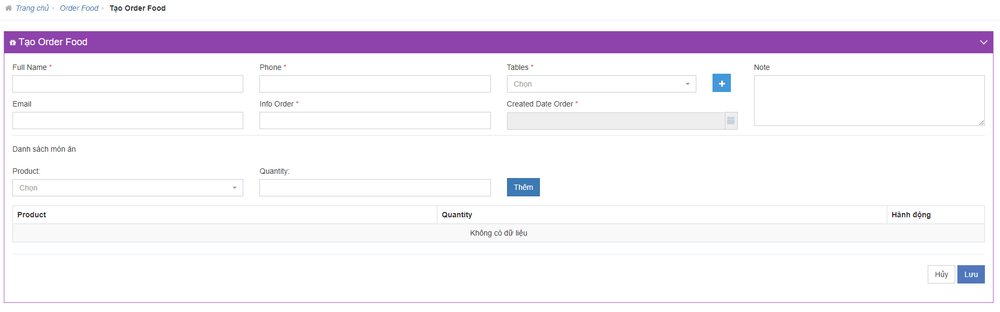 Trang chủ • Order Food • Tạo Order Food
Tạo Order Food
Full Name * Phone * Tables * Note
Chọn
Email Info Order * Created Date Order *
Danh sách món ăn
Product: Quantity:
Chọn Thêm
Product Quantity Hành động
Không có dữ liệu
Hủy Lưu